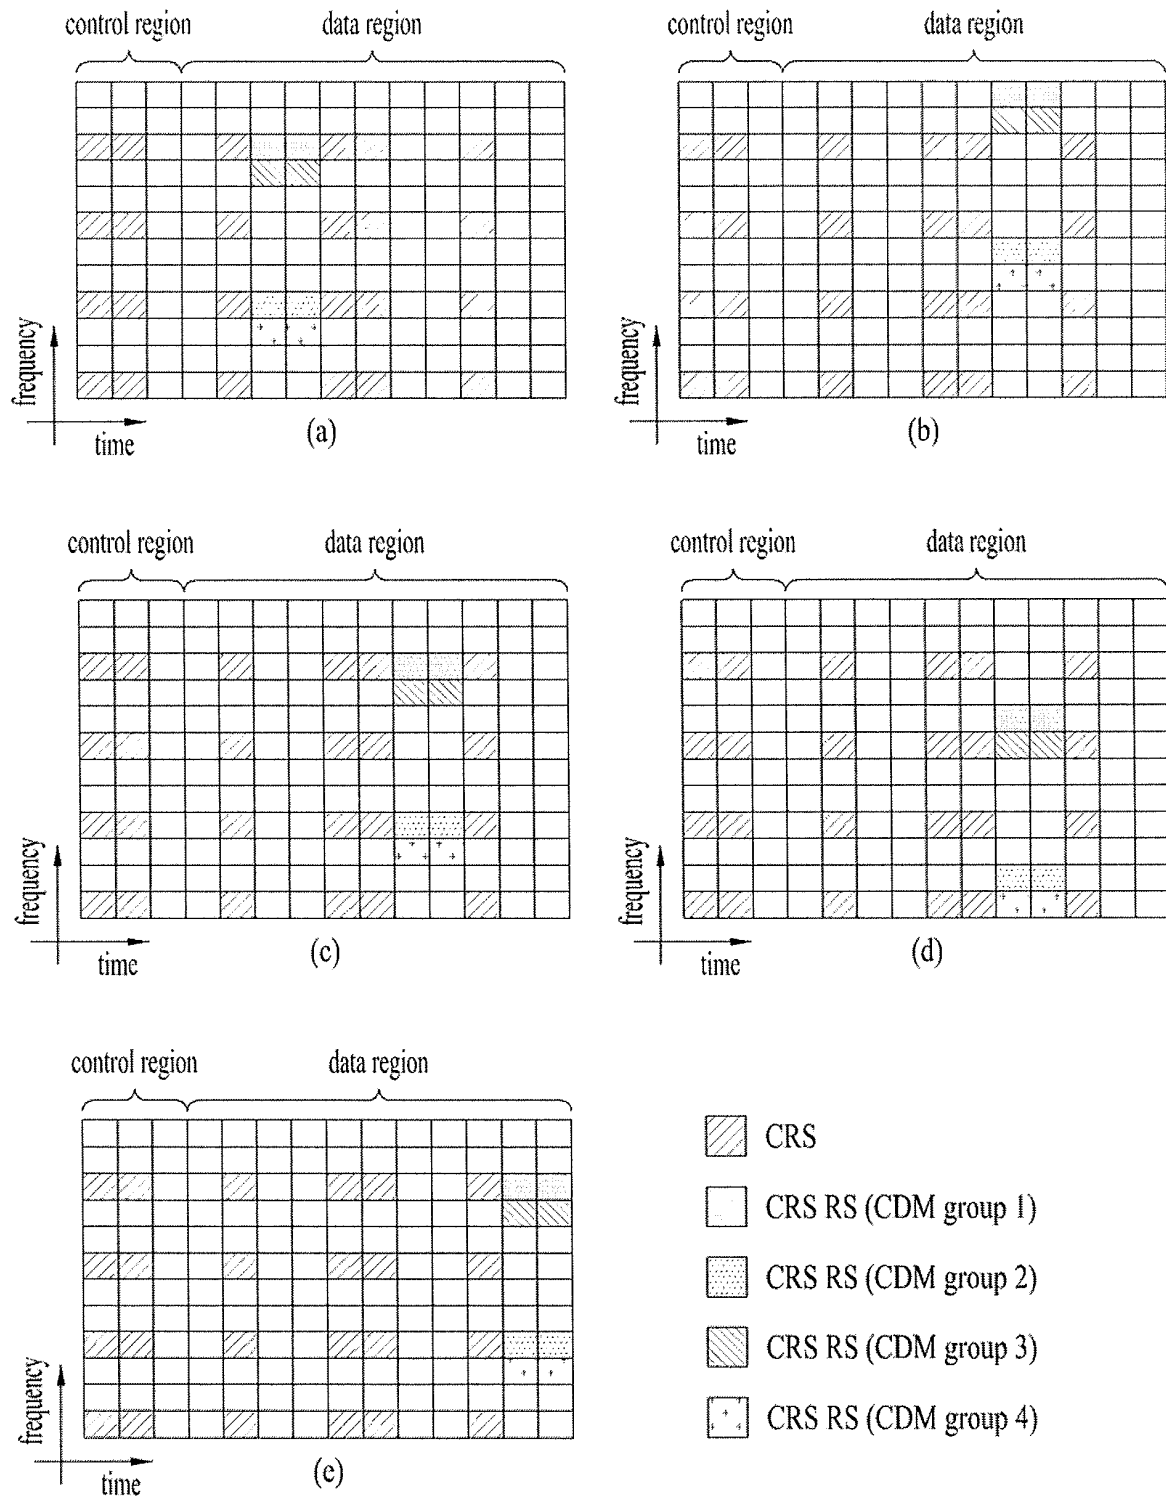 control region
data region
control region
data region
frequency
time
(a)
frequency
time
(b)
control region
data region
control region
data region
frequency
time
(c)
frequency
time
(d)
control region
data region
CRS
CRS RS (CDM group 1)
CRS RS (CDM group 2)
CRS RS (CDM group 3)
CRS RS (CDM group 4)
frequency
time
(e)